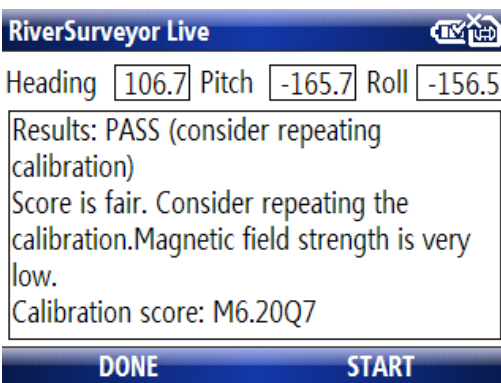 RiverSurveyor Live
Heading 106.7 Pitch -165.7 Roll -156.5
Results: PASS (consider repeating
calibration)
Score is fair. Consider repeating the
calibration.Magnetic field strength is very
low.
Calibration score: M6.20Q7
DONE START